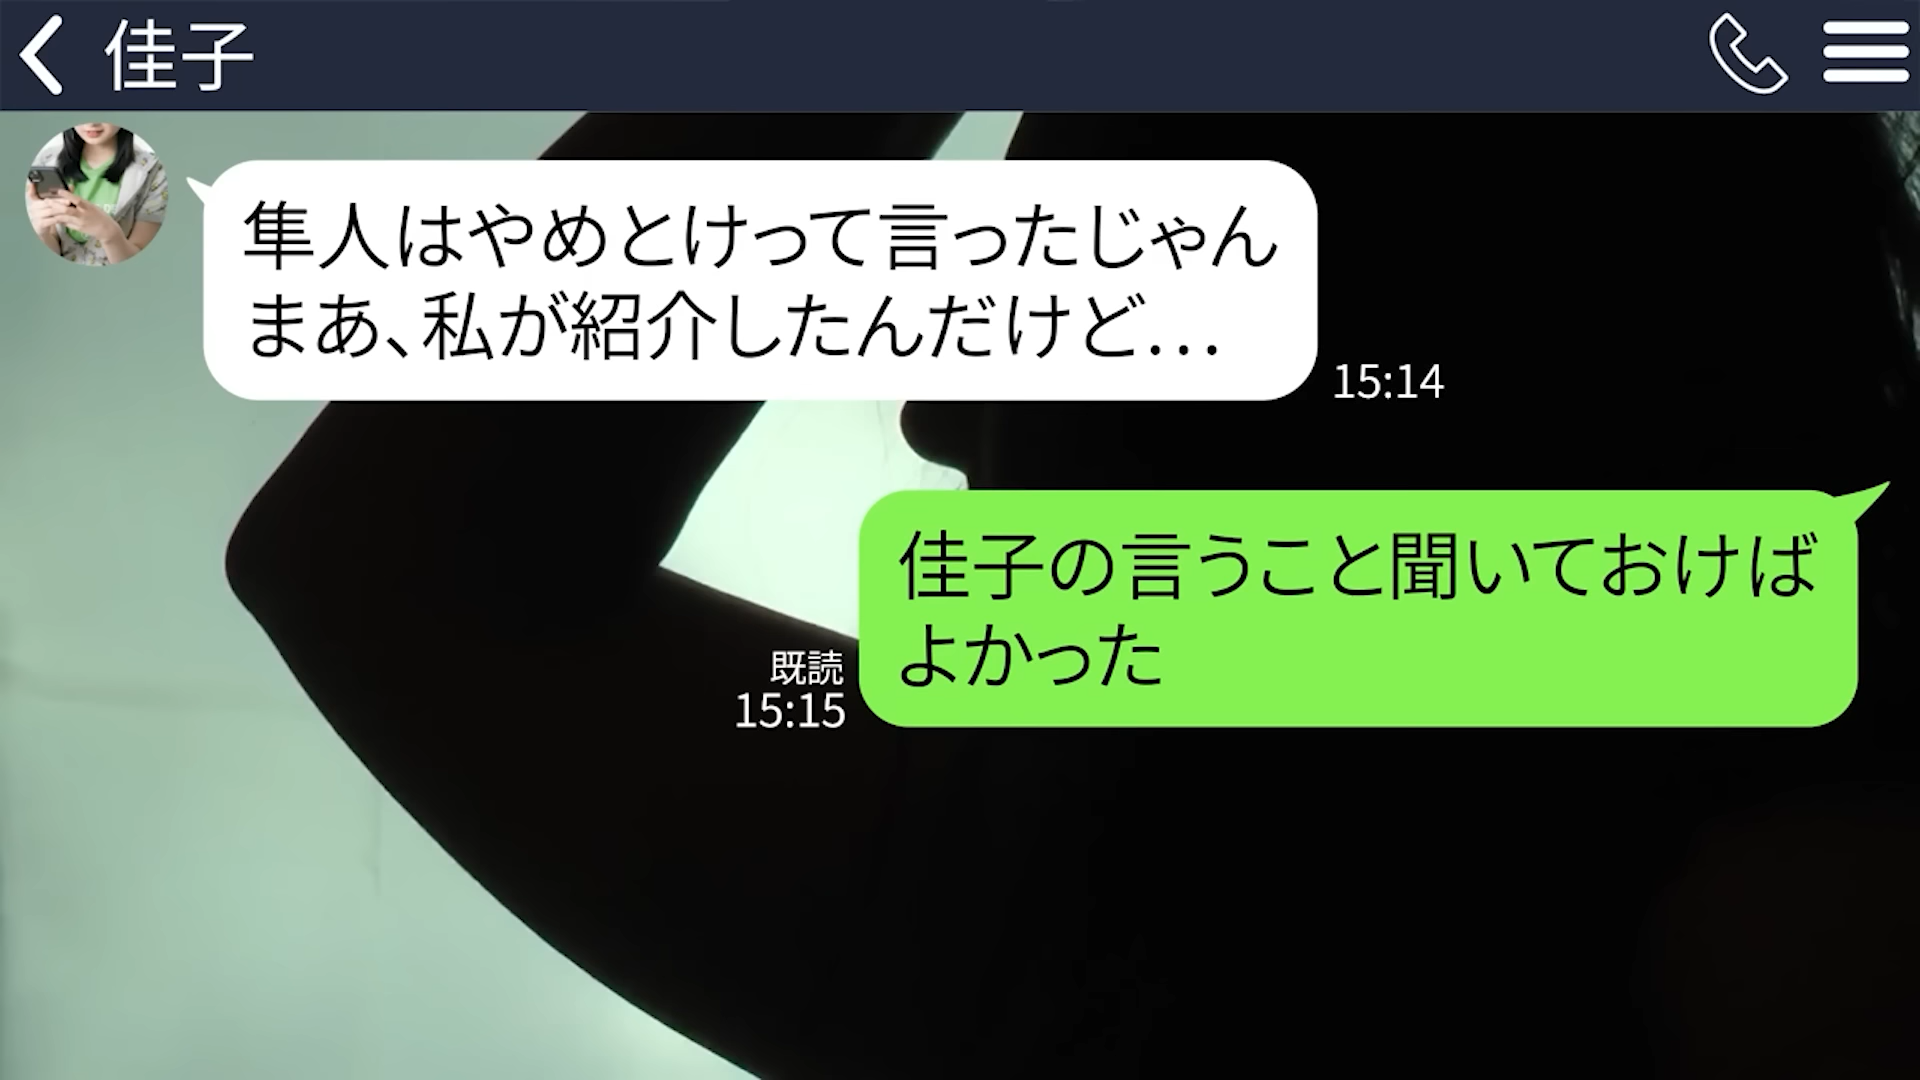 佳子
隼人はやめとけって言ったじゃん
まあ、私が紹介したんだけど…
15:14
佳子の言うこと聞いておけば
よかった
既読
15:15